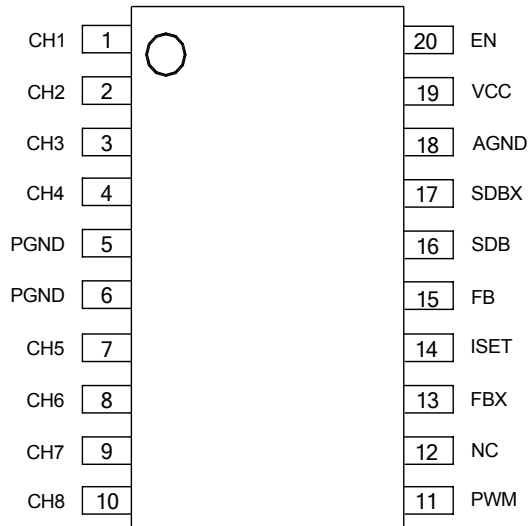 CH1 1 20 EN
CH2 2 19 VCC
CH3 3 18 AGND
CH4 4 17 SDBX
PGND 5 16 SDB
PGND 6 15 FB
CH5 7 14 ISET
CH6 8 13 FBX
CH7 9 12 NC
CH8 10 11 PWM